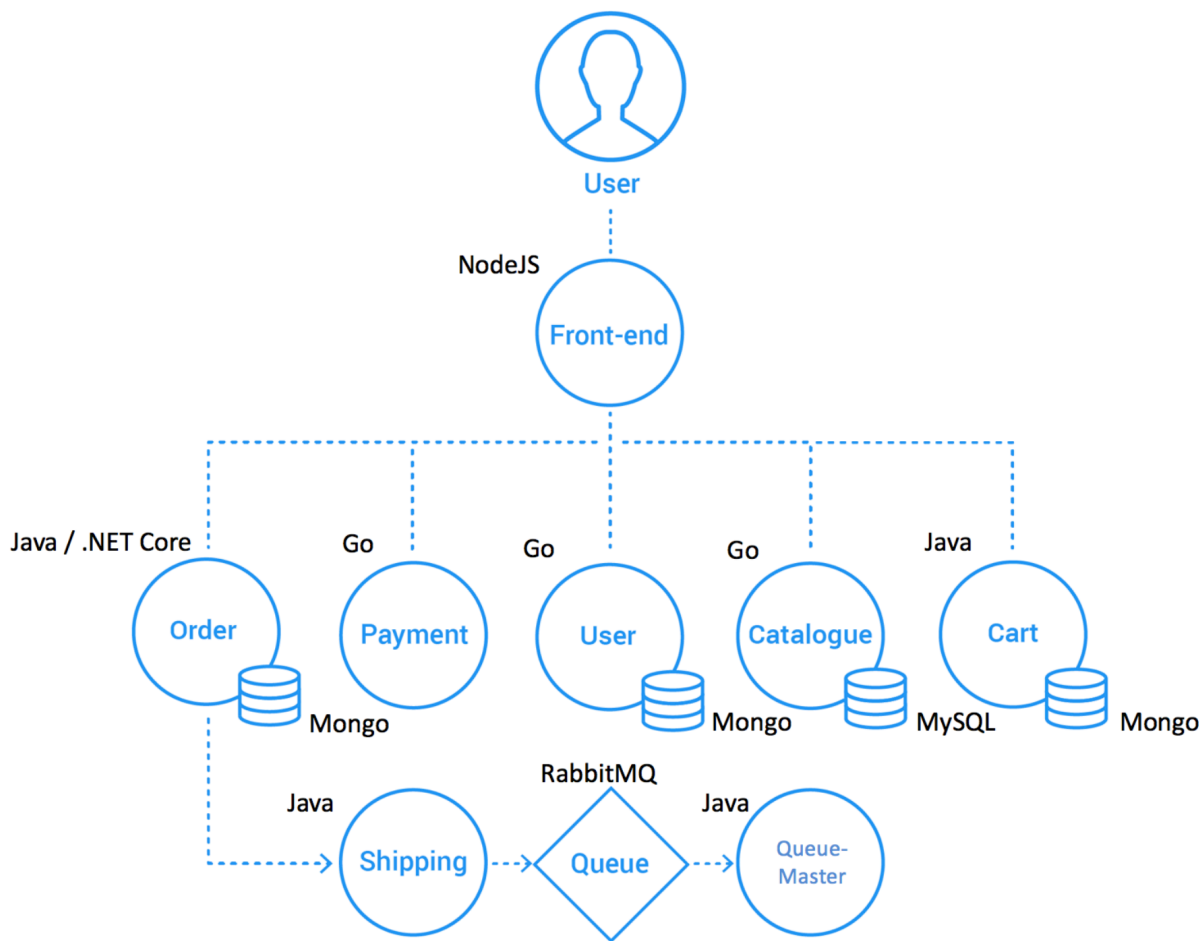 User
NodeJS
Front-end
Java / .NET Core
Go
Go
Go
Java
Order
Payment
User
Catalogue
Cart
Mongo
Mongo
MySQL
Mongo
RabbitMQ
Java
Java
Shipping
Queue
Queue-
Master